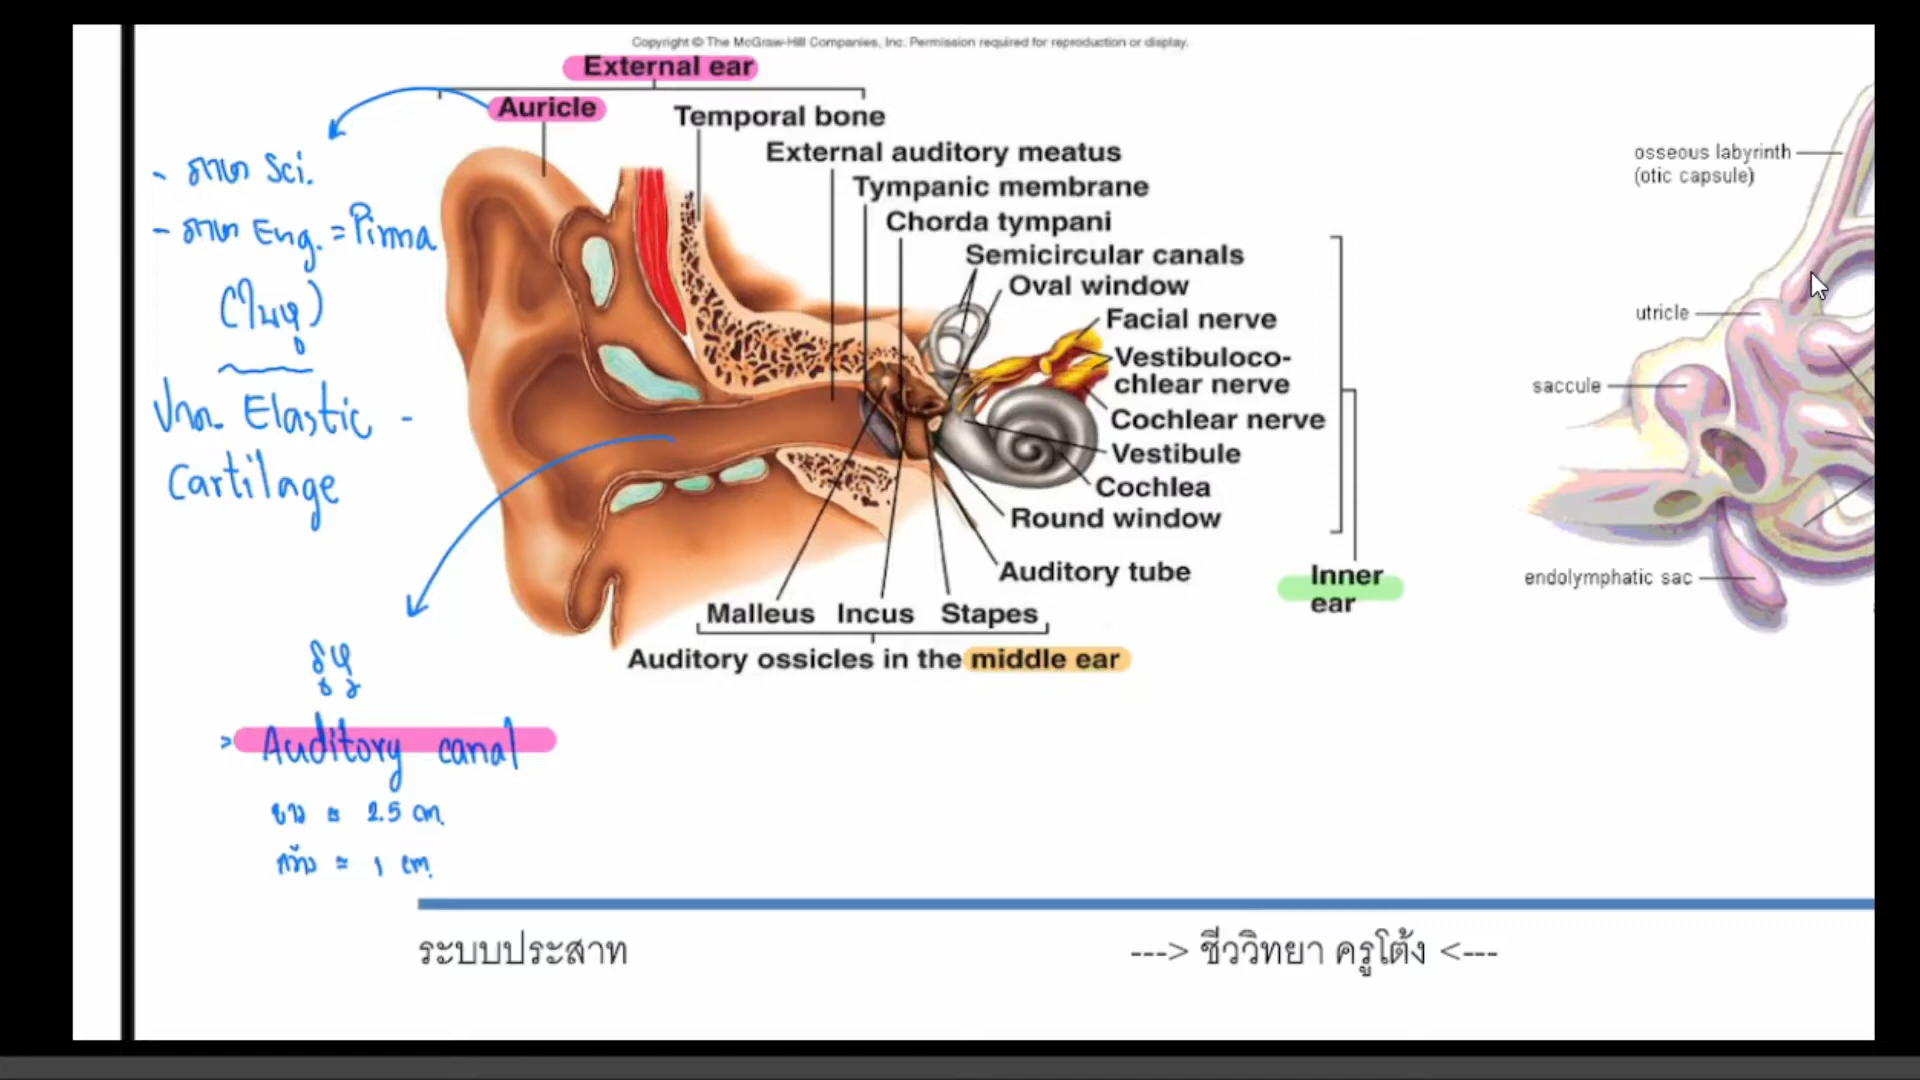 Copyright © The McGraw-Hill Companies, Inc. Permission required for reproduction or display.
External ear
Auricle
Temporal bone
External auditory meatus
Tympanic membrane
Chorda tympani
Semicircular canals
Oval window
Facial nerve
Vestibuloco-
chlear nerve
Cochlear nerve
Vestibule
Cochlea
Round window
Auditory tube
Inner
ear
Malleus Incus Stapes
Auditory ossicles in the middle ear
- ภาษา Sci.
- ภาษา Eng. = Pinna
(ใบหู)
Elastic -
Cartilage
รูหู
> Auditory canal
ยาว ≈ 2.5 cm.
กว้าง ≈ 1 cm.
osseous labyrinth
(otic capsule)
utricle
saccule
endolymphatic sac
ระบบประสาท
---> ชีววิทยา ครูโต้ง <---